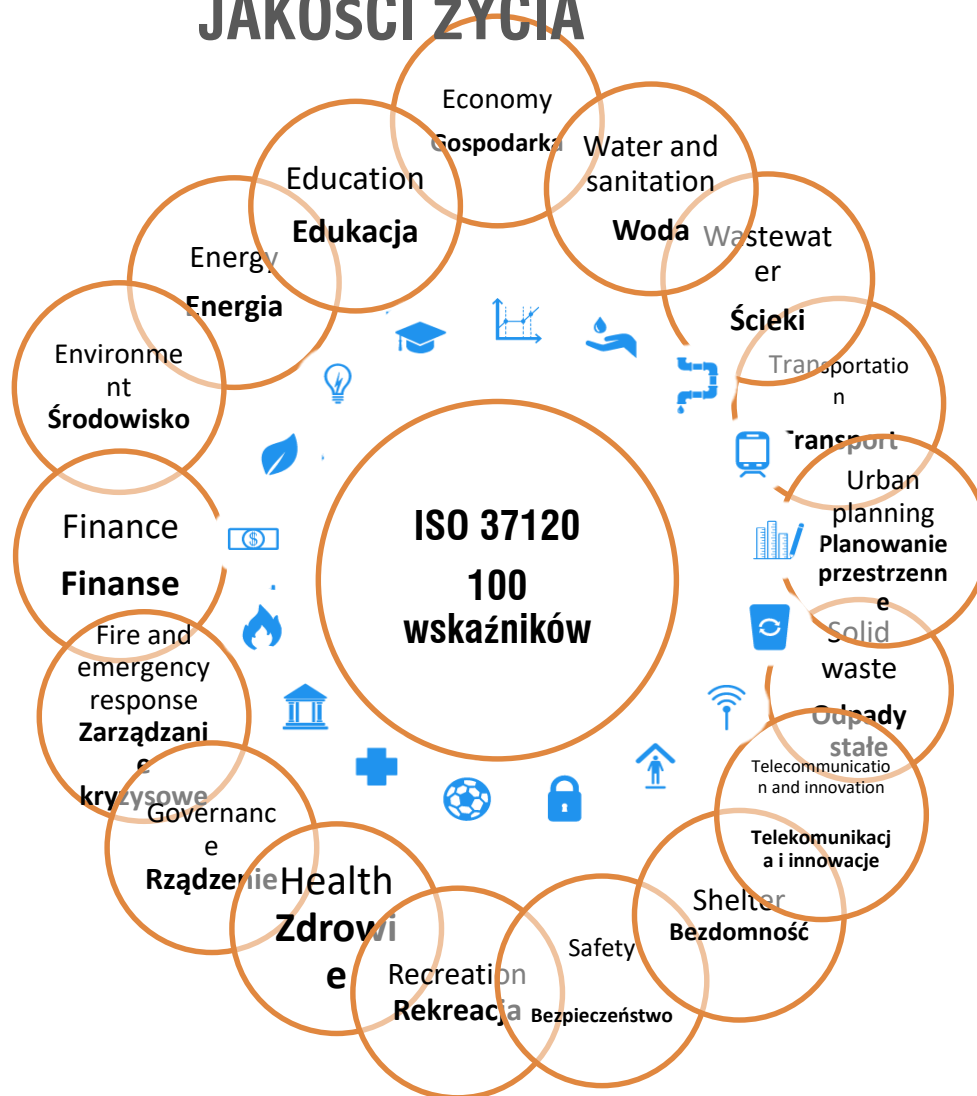 JAKOŚCI ŻYCIA
Economy
Gospodarka
Water and
sanitation
Woda
Wastewat
er
Ścieki
Transportatio
n
Transport
Urban
planning
Planowanie
przestrzenn
e
Solid
waste
Odpady
stałe
Telecommunicatio
n and innovation
Telekomunikacj
a i innowacje
Shelter
Bezdomność
Safety
Bezpieczeństwo
Recreation
Rekreacja
Health
Zdrowi
e
Governanc
e
Rządzenie
Fire and
emergency
response
Zarządzani
e
kryzysowe
Finance
Finanse
Environme
nt
Środowisko
Energy
Energia
Education
Edukacja
ISO 37120
100
wskaźników